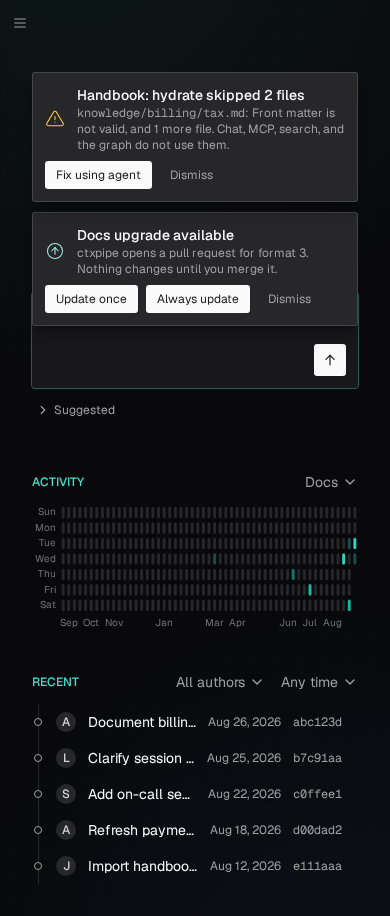 Handbook: hydrate skipped 2 files
knowledge/billing/tax.md: Front matter is
not valid, and 1 more file. Chat, MCP, search, and
the graph do not use them.
Fix using agent Dismiss
Docs upgrade available
ctxpipe opens a pull request for format 3.
Nothing changes until you merge it.
Update once Always update Dismiss
Suggested
ACTIVITY Docs
Sun
Mon
Tue
Wed
Thu
Fri
Sat
Sep Oct Nov Jan Mar Apr Jun Jul Aug
RECENT All authors Any time
A Document billin... Aug 26, 2026 abc123d
L Clarify session ... Aug 25, 2026 b7c91aa
S Add on-call se... Aug 22, 2026 c0ffee1
A Refresh payme... Aug 18, 2026 d00dad2
J Import handboo... Aug 12, 2026 e111aaa